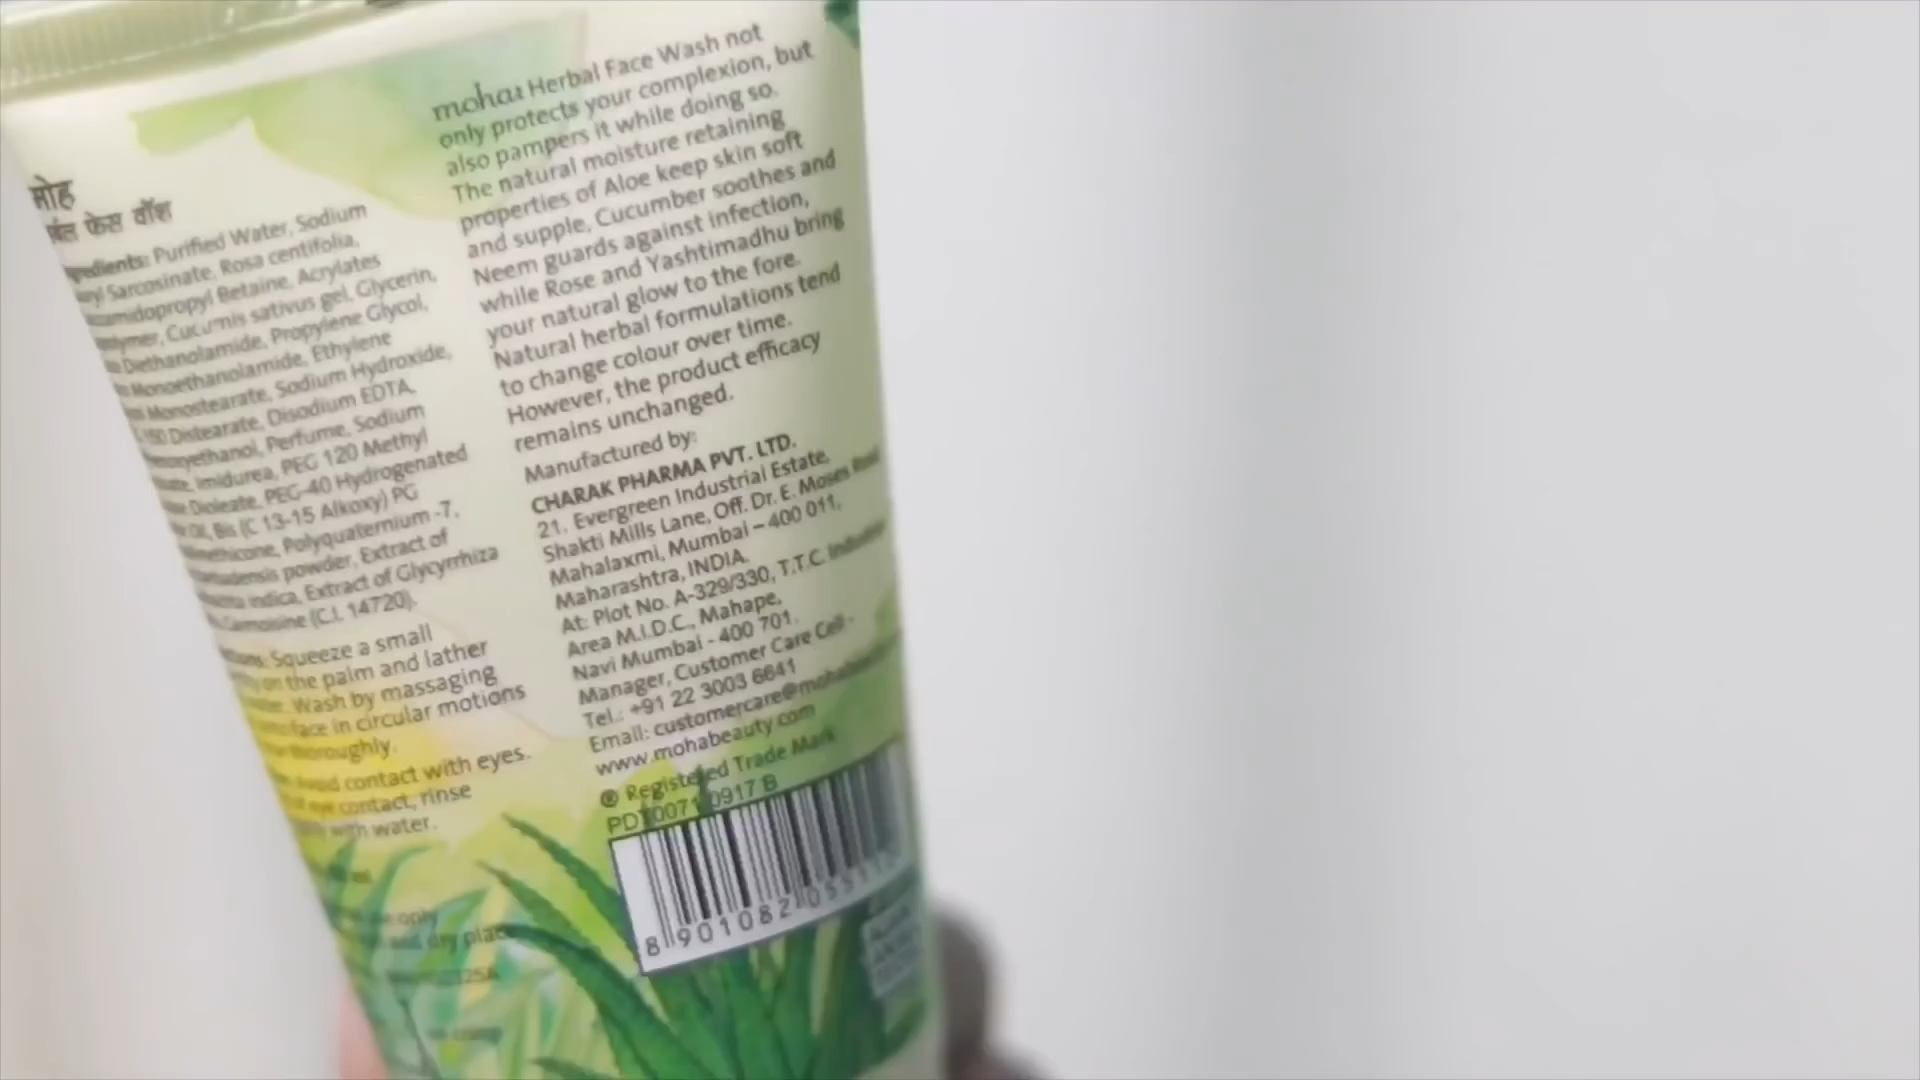 मोह
फेस वॉश
Purified Water, Sodium
Sarcosinate, Rosa centifolia,
Betaine, Acrylates
Cucumis sativus gel, Glycerin,
Diethanolamide, Propylene Glycol,
Monoethanolamide, Ethylene
Monostearate, Sodium Hydroxide,
Distearate, Disodium EDTA,
Perfume, Sodium
Imidurea, PEG 120 Methyl
Dioleate, PEG-40 Hydrogenated
Bis (C 13-15 Alkoxy) PG
Polyquaternium -7,
powder, Extract of
indica, Extract of Glycyrrhiza
(C.I. 14720).
Squeeze a small
on the palm and lather
Wash by massaging
face in circular motions
thoroughly.
contact with eyes.
eye contact, rinse
with water.
only
and dry place
moha Herbal Face Wash not
only protects your complexion, but
also pampers it while doing so.
The natural moisture retaining
properties of Aloe keep skin soft
and supple, Cucumber soothes and
Neem guards against infection,
while Rose and Yashtimadhu bring
your natural glow to the fore.
Natural herbal formulations tend
to change colour over time.
However, the product efficacy
remains unchanged.
Manufactured by:
CHARAK PHARMA PVT. LTD.
21, Evergreen Industrial Estate,
Shakti Mills Lane, Off. Dr. E. Moses Road
Mahalaxmi, Mumbai – 400 011,
Maharashtra, INDIA.
At: Plot No. A-329/330, T.T.C. Industrial
Area M.I.D.C., Mahape,
Navi Mumbai - 400 701.
Manager, Customer Care Cell -
Tel.: +91 22 3003 6641
Email:
www.mohabeauty.com
® Registered Trade Mark
0917 B
8 901082